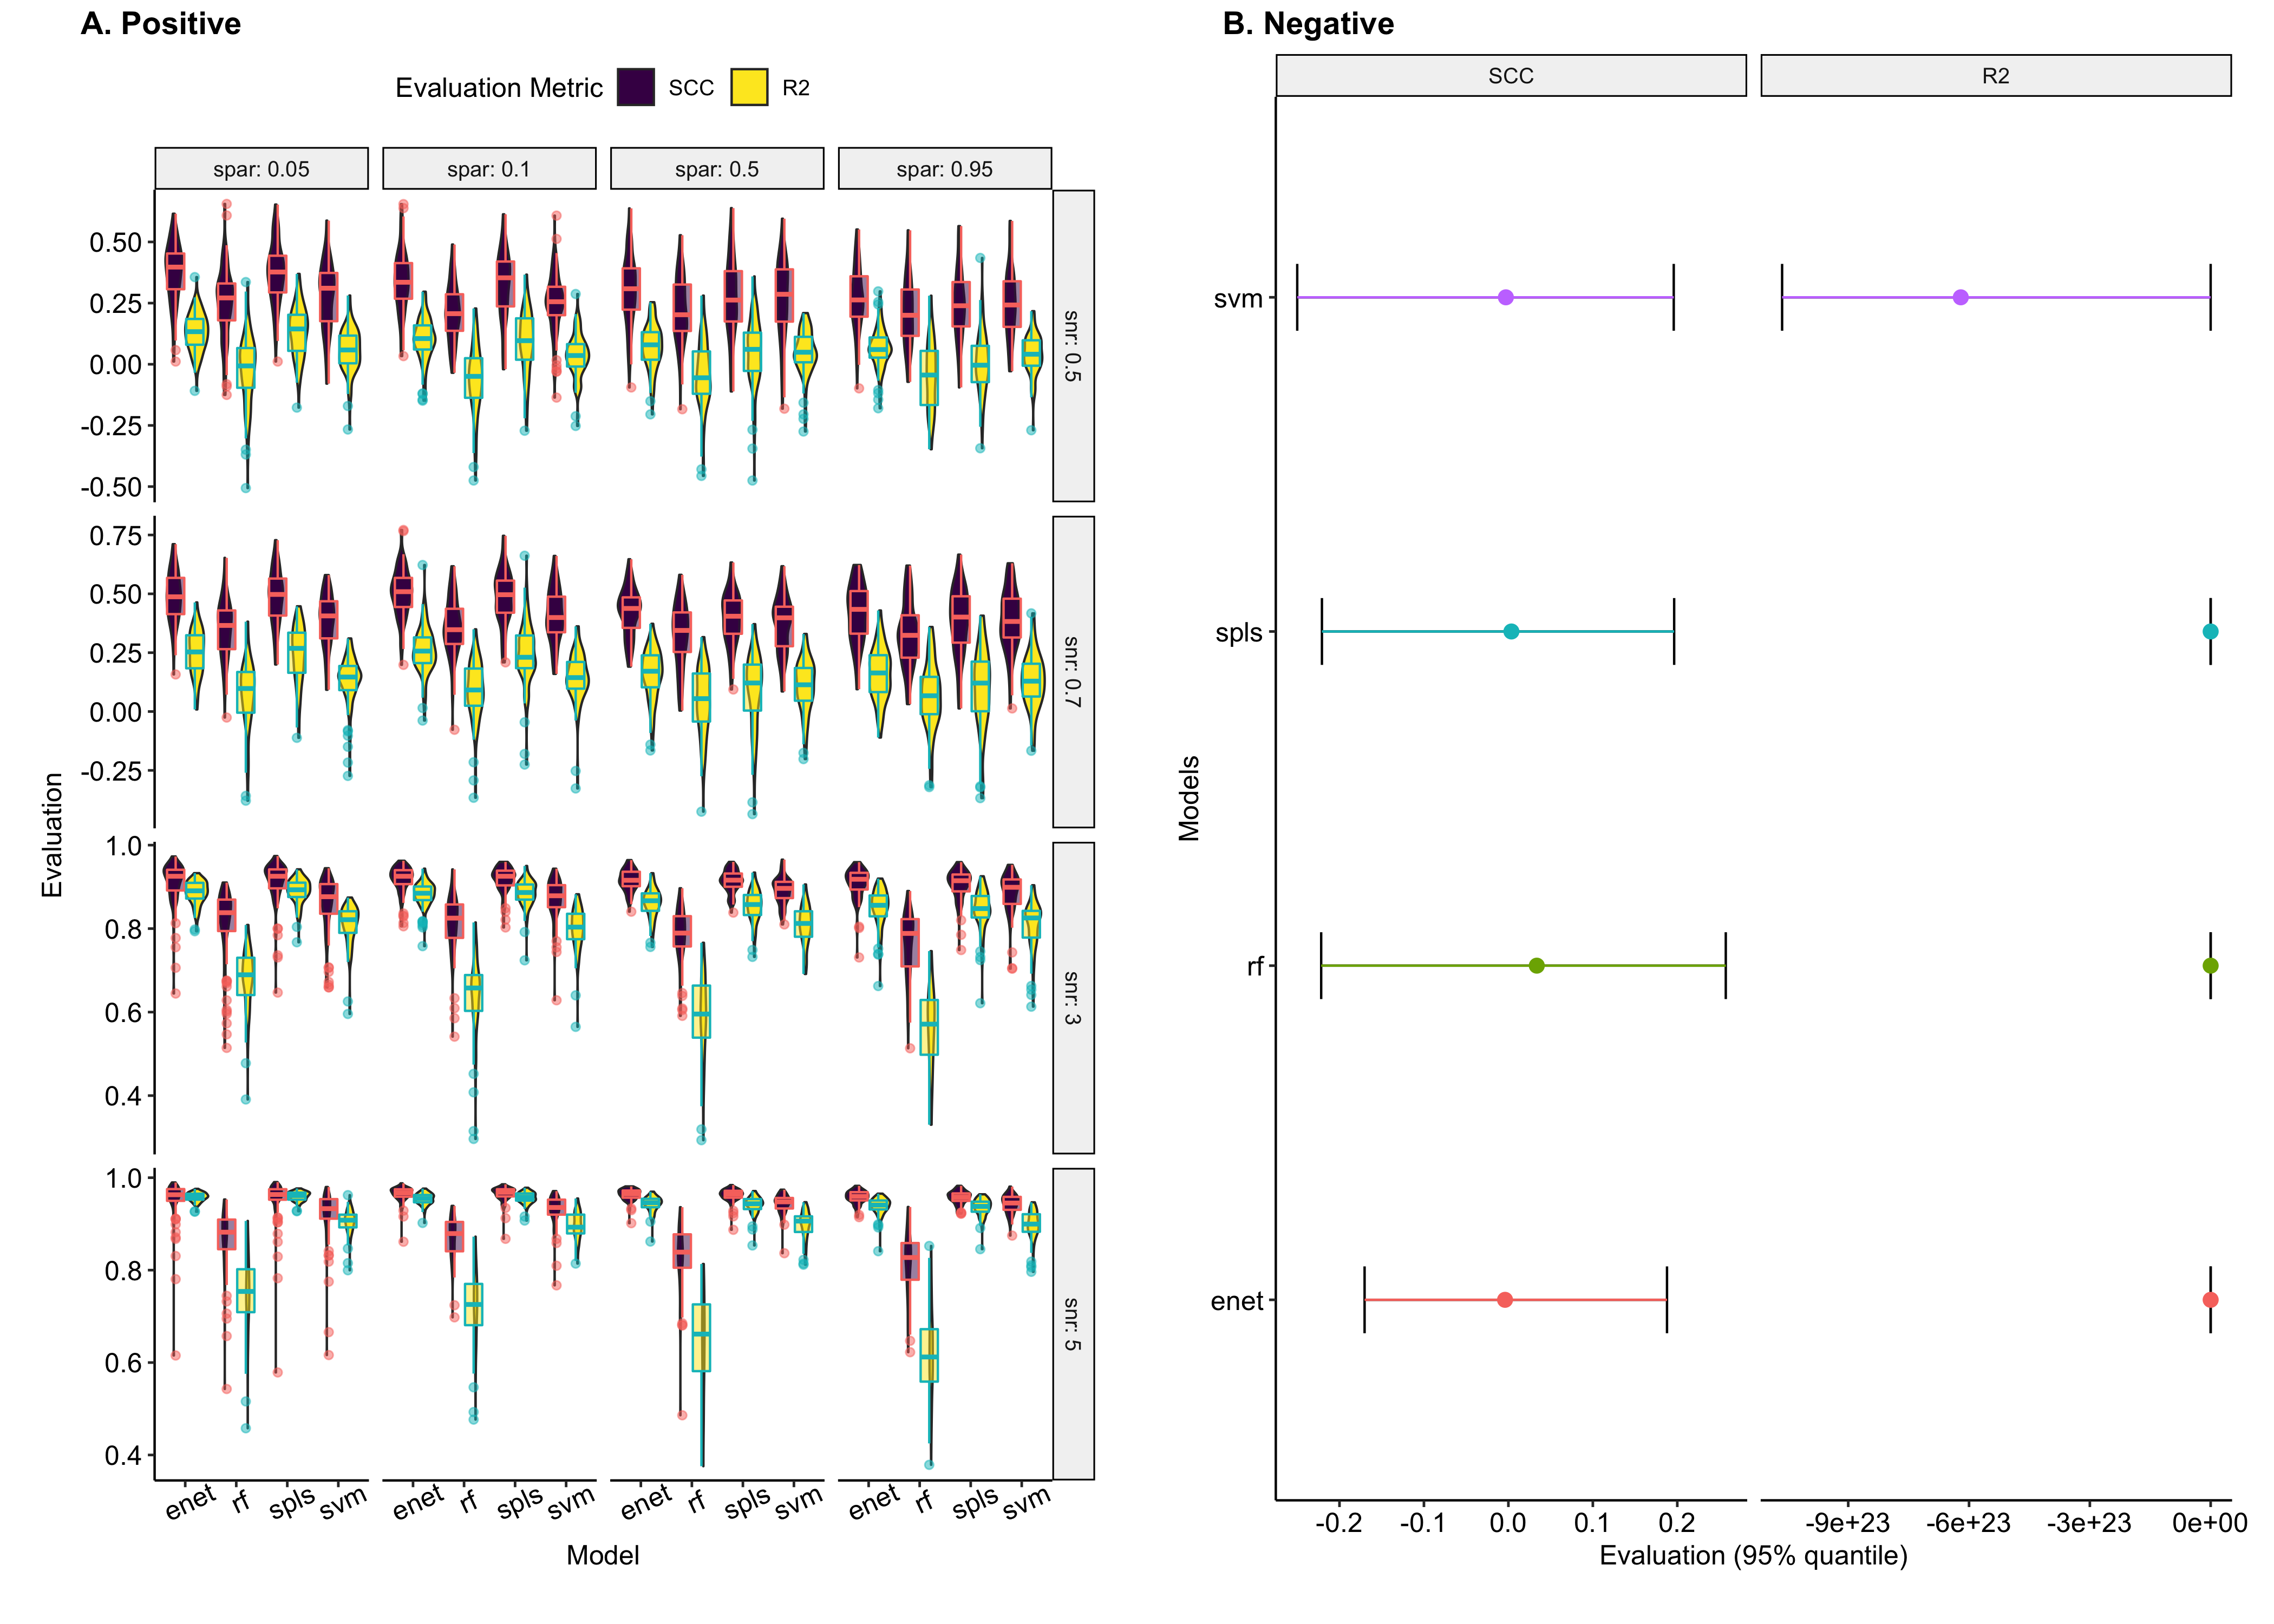 A. Positive
Evaluation Metric SCC R2
spar: 0.05 spar: 0.1 spar: 0.5 spar: 0.95
0.50
0.25
0.00
-0.25
-0.50
snr: 0.5
0.75
0.50
0.25
0.00
-0.25
snr: 0.7
1.0
0.8
0.6
0.4
snr: 3
1.0
0.8
0.6
0.4
snr: 5
Evaluation
enet rf spls svm enet rf spls svm enet rf spls svm enet rf spls svm
Model
B. Negative
SCC R2
svm
spls
rf
enet
Models
-0.2 -0.1 0.0 0.1 0.2 -9e+23 -6e+23 -3e+23 0e+00
Evaluation (95% quantile)